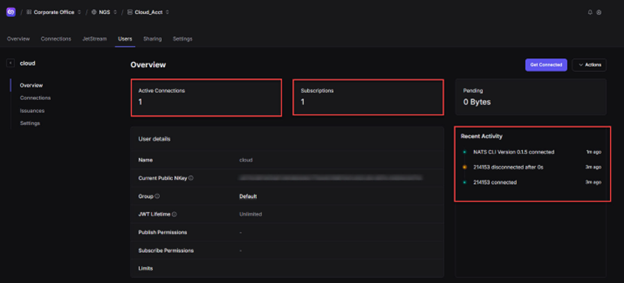 / Corporate Office / NGS / Cloud_Acct
Overview Connections JetStream Users Sharing Settings
cloud
Overview
Connections
Issuances
Settings
Overview
Get Connected Actions
Active Connections
1
Subscriptions
1
Pending
0 Bytes
User details
Name cloud
Current Public NKey
Group Default
JWT Lifetime Unlimited
Publish Permissions -
Subscribe Permissions -
Limits
Recent Activity
NATS CLI Version 0.1.5 connected 1m ago
214153 disconnected after 0s 3m ago
214153 connected 3m ago